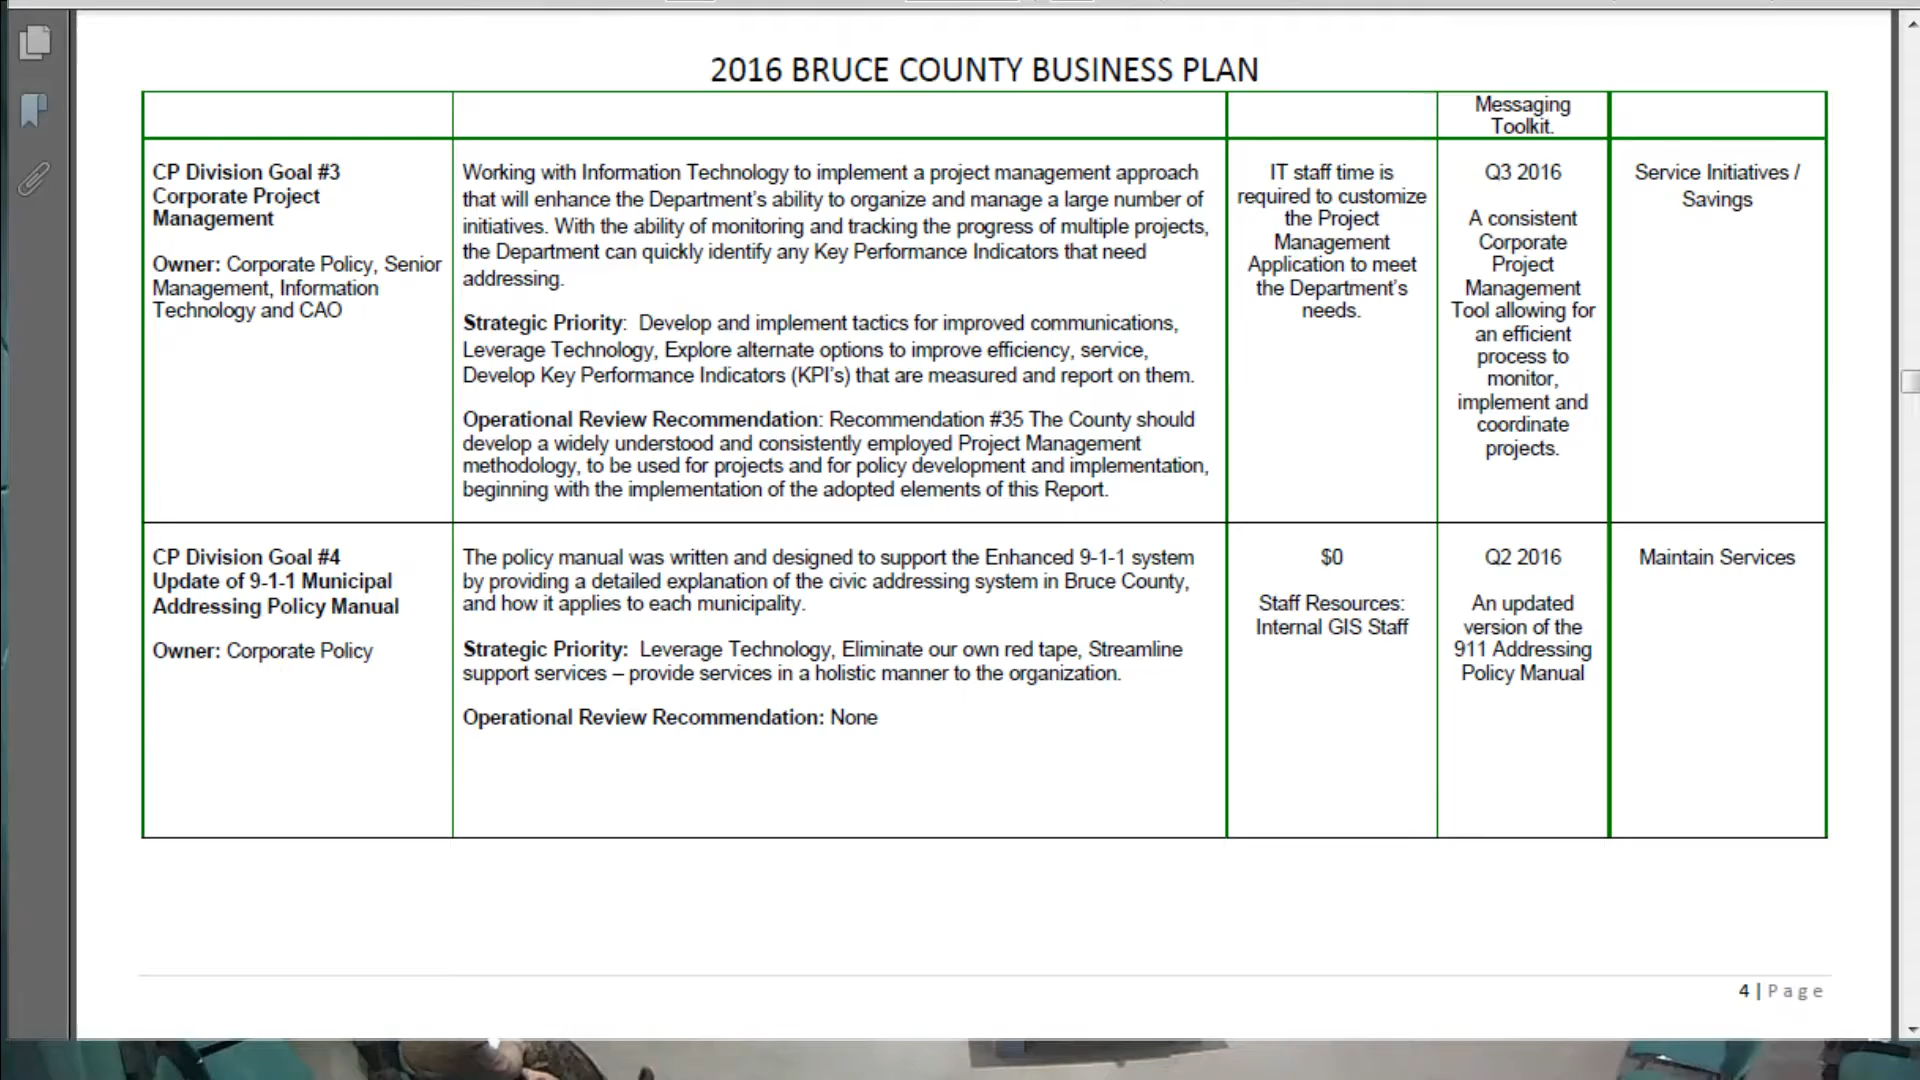 2016 BRUCE COUNTY BUSINESS PLAN
Messaging
Toolkit.
CP Division Goal #3
Corporate Project
Management
Owner: Corporate Policy, Senior
Management, Information
Technology and CAO
Working with Information Technology to implement a project management approach
that will enhance the Department's ability to organize and manage a large number of
initiatives. With the ability of monitoring and tracking the progress of multiple projects,
the Department can quickly identify any Key Performance Indicators that need
addressing.
Strategic Priority:  Develop and implement tactics for improved communications,
Leverage Technology, Explore alternate options to improve efficiency, service,
Develop Key Performance Indicators (KPI's) that are measured and report on them.
Operational Review Recommendation: Recommendation #35 The County should
develop a widely understood and consistently employed Project Management
methodology, to be used for projects and for policy development and implementation,
beginning with the implementation of the adopted elements of this Report.
IT staff time is
required to customize
the Project
Management
Application to meet
the Department's
needs.
Q3 2016
A consistent
Corporate
Project
Management
Tool allowing for
an efficient
process to
monitor,
implement and
coordinate
projects.
Service Initiatives /
Savings
CP Division Goal #4
Update of 9-1-1 Municipal
Addressing Policy Manual
Owner: Corporate Policy
The policy manual was written and designed to support the Enhanced 9-1-1 system
by providing a detailed explanation of the civic addressing system in Bruce County,
and how it applies to each municipality.
Strategic Priority:  Leverage Technology, Eliminate our own red tape, Streamline
support services – provide services in a holistic manner to the organization.
Operational Review Recommendation: None
$0
Staff Resources:
Internal GIS Staff
Q2 2016
An updated
version of the
911 Addressing
Policy Manual
Maintain Services
4 | Page